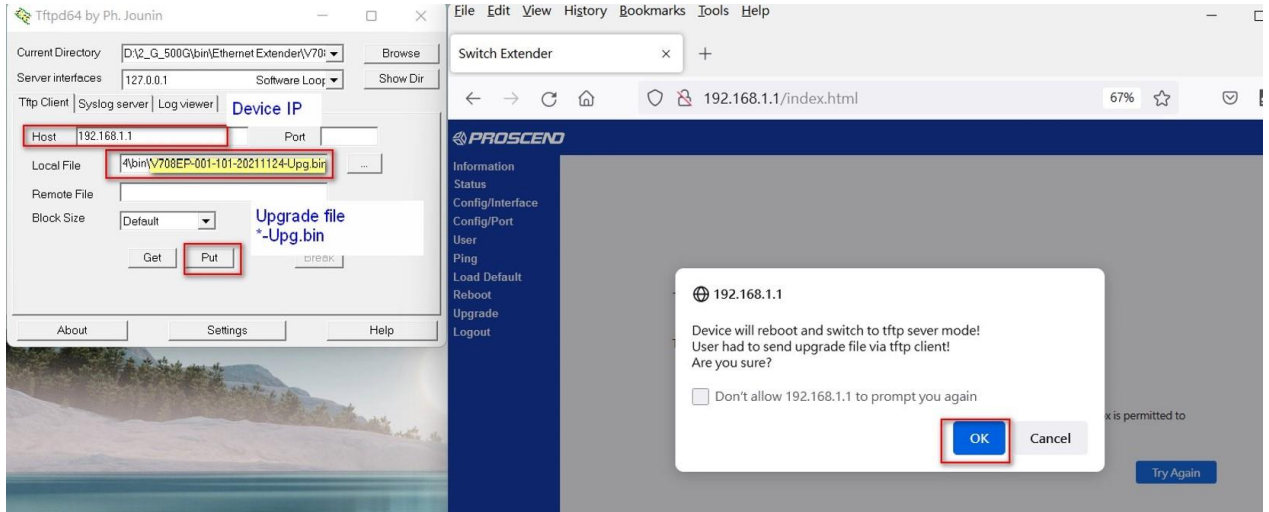 Tftpd64 by Ph. Jounin
Current Directory D:\2_G_500G\bin\Ethernet Extender\V708 Browse
Server interfaces 127.0.0.1 Software Loop Show Dir
Tftp Client Syslog server Log viewer
Device IP
Host 192.168.1.1 Port
Local File 4\bin\V708EP-001-101-20211124-Upg.bin ...
Remote File
Block Size Default
Upgrade file
*-Upg.bin
Get Put Break
About Settings Help
File Edit View History Bookmarks Tools Help
Switch Extender
192.168.1.1/index.html 67%
PROSCEND
Information
Status
Config/Interface
Config/Port
User
Ping
Load Default
Reboot
Upgrade
Logout
192.168.1.1
Device will reboot and switch to tftp sever mode!
User had to send upgrade file via tftp client!
Are you sure?
Don't allow 192.168.1.1 to prompt you again
OK Cancel
is permitted to
Try Again